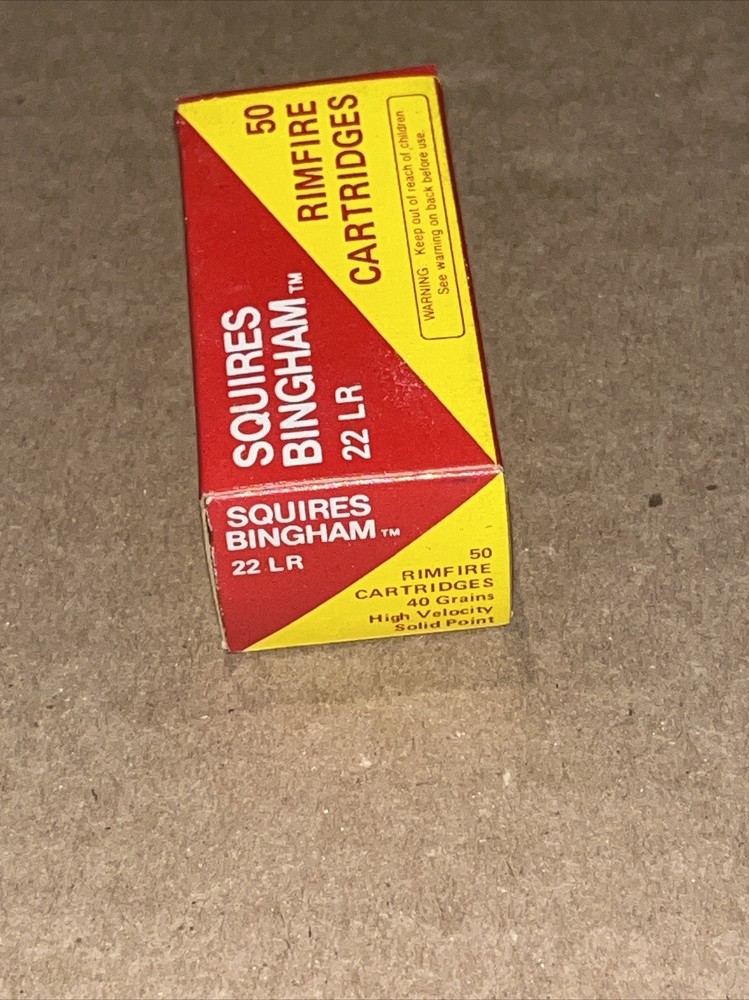 SQUIRES
BINGHAM™
22 LR
50
RIMFIRE
CARTRIDGES
WARNING: Keep out of reach of children.
See warning on back before use.
SQUIRES
BINGHAM™
22 LR
50
RIMFIRE
CARTRIDGES
40 Grains
High Velocity
Solid Point